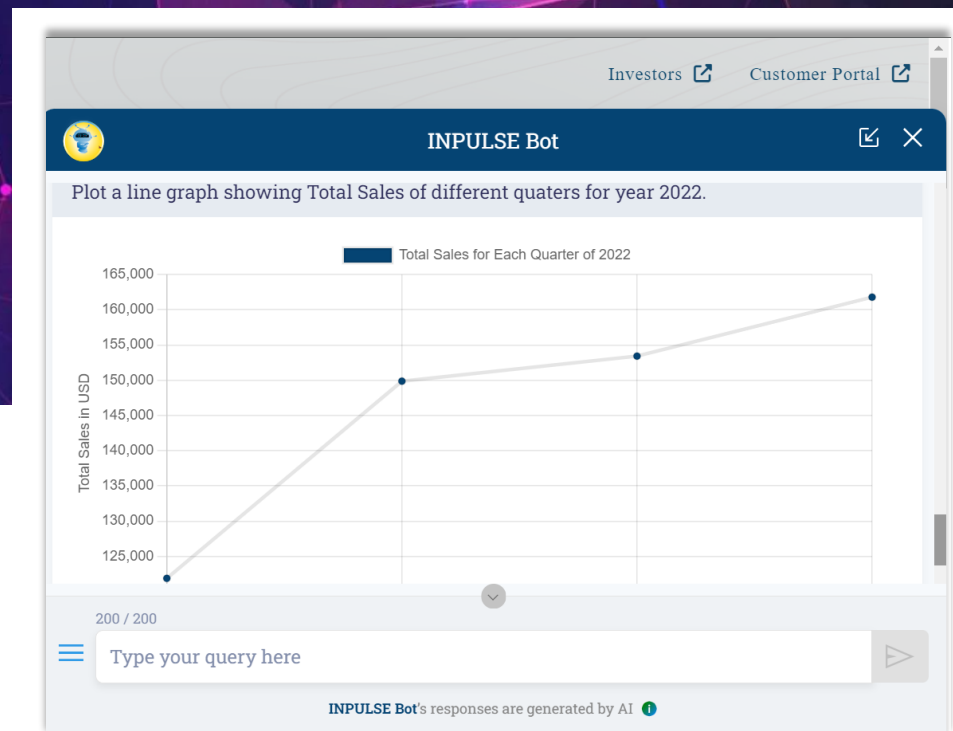 Investors
Customer Portal
INPULSE Bot
Plot a line graph showing Total Sales of different quaters for year 2022.
Total Sales for Each Quarter of 2022
165,000
160,000
155,000
150,000
145,000
140,000
135,000
130,000
125,000
Total Sales in USD
200 / 200
Type your query here
INPULSE Bot's responses are generated by AI